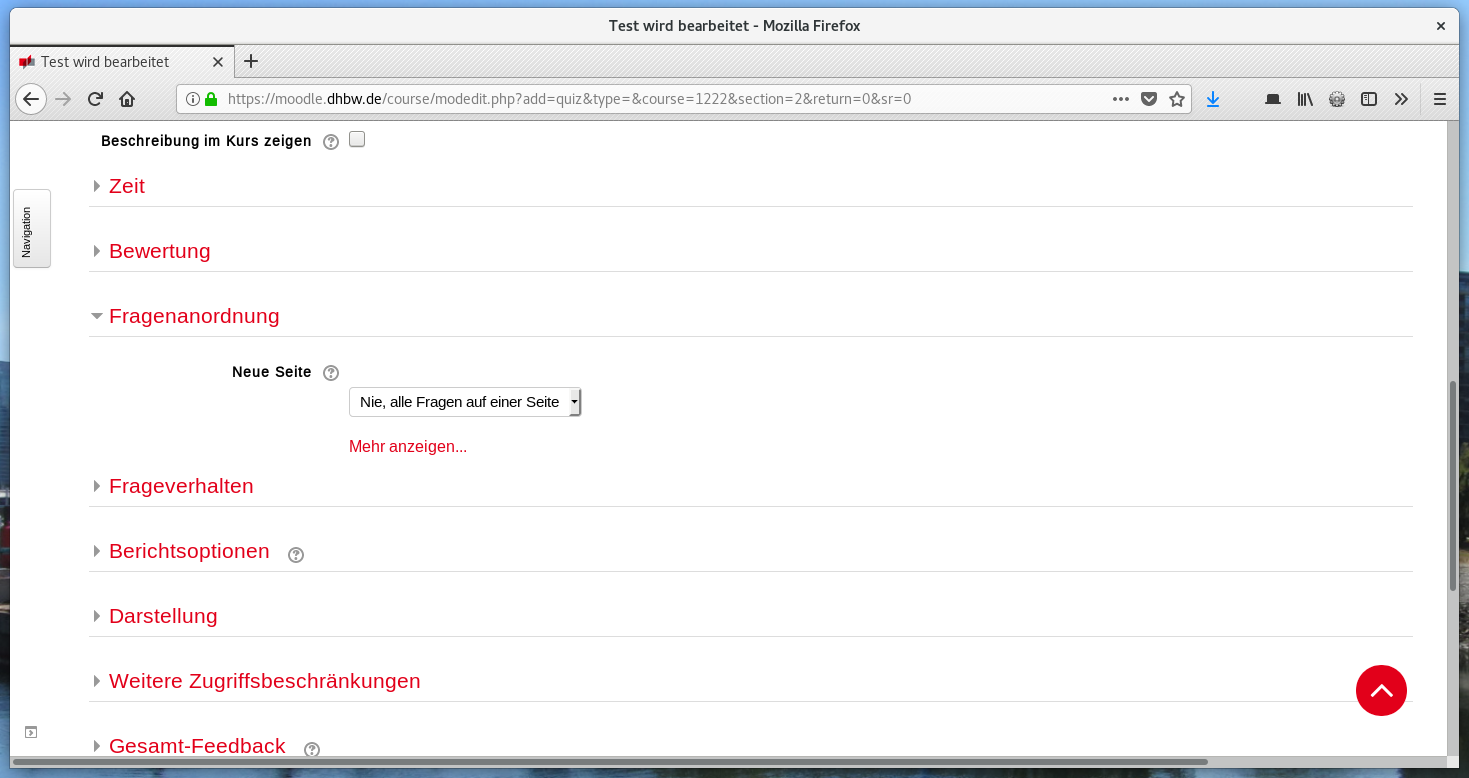 Test wird bearbeitet - Mozilla Firefox
Test wird bearbeitet
https://moodle.dhbw.de/course/modedit.php?add=quiz&type=&course=1222&section=2&return=0&sr=0
Beschreibung im Kurs zeigen
Zeit
Navigation
Bewertung
Fragenanordnung
Neue Seite
Nie, alle Fragen auf einer Seite
Mehr anzeigen...
Frageverhalten
Berichtsoptionen
Darstellung
Weitere Zugriffsbeschränkungen
Gesamt-Feedback